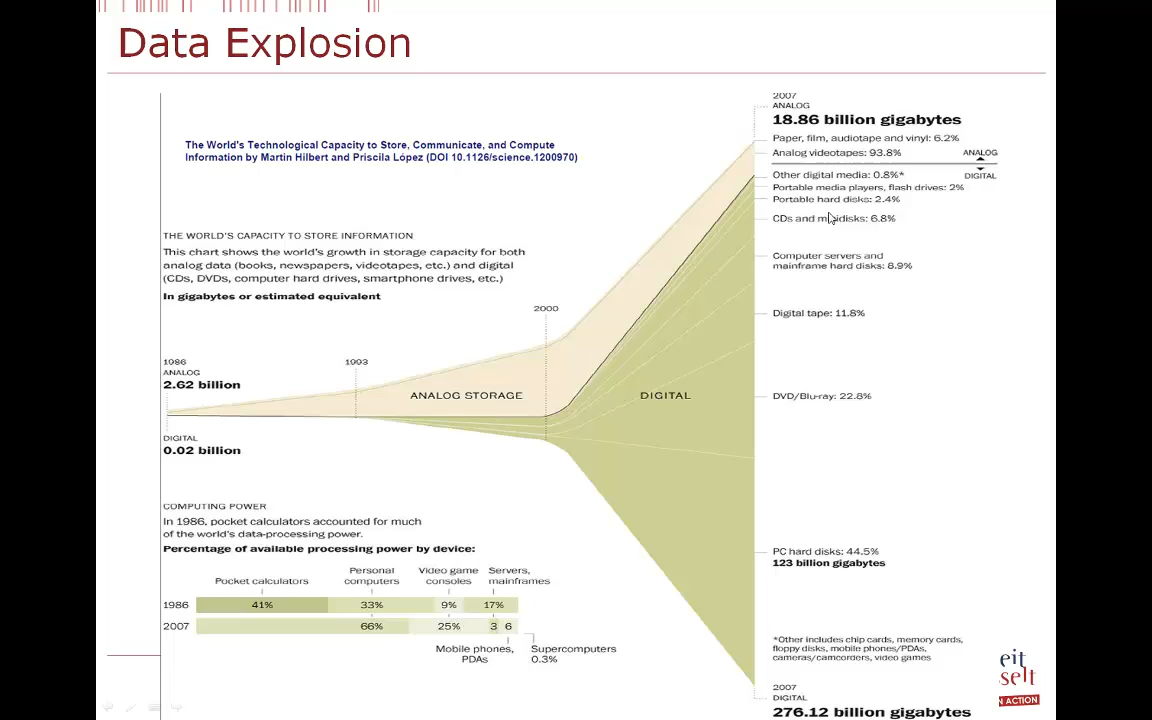 Data Explosion
The World's Technological Capacity to Store, Communicate, and Compute
Information by Martin Hilbert and Priscila López (DOI 10.1126/science.1200970)
THE WORLD'S CAPACITY TO STORE INFORMATION
This chart shows the world's growth in storage capacity for both
analog data (books, newspapers, videotapes, etc.) and digital
(CDs, DVDs, computer hard drives, smartphone drives, etc.)
In gigabytes or estimated equivalent
1986
ANALOG
2.62 billion
DIGITAL
0.02 billion
1993
2000
ANALOG STORAGE
DIGITAL
2007
ANALOG
18.86 billion gigabytes
Paper, film, audiotape and vinyl: 6.2%
Analog videotapes: 93.8%
ANALOG
DIGITAL
Other digital media: 0.8%*
Portable media players, flash drives: 2%
Portable hard disks: 2.4%
CDs and minidisks: 6.8%
Computer servers and
mainframe hard disks: 8.9%
Digital tape: 11.8%
DVD/Blu-ray: 22.8%
PC hard disks: 44.5%
123 billion gigabytes
*Other includes chip cards, memory cards,
floppy disks, mobile phones/PDAs,
cameras/camcorders, video games
2007
DIGITAL
276.12 billion gigabytes
COMPUTING POWER
In 1986, pocket calculators accounted for much
of the world's data-processing power.
Percentage of available processing power by device:
Pocket calculators
Personal
computers
Video game
consoles
Servers,
mainframes
1986 41% 33% 9% 17%
2007 66% 25% 3 6
Mobile phones,
PDAs
Supercomputers
0.3%
eit
selt
N ACTION